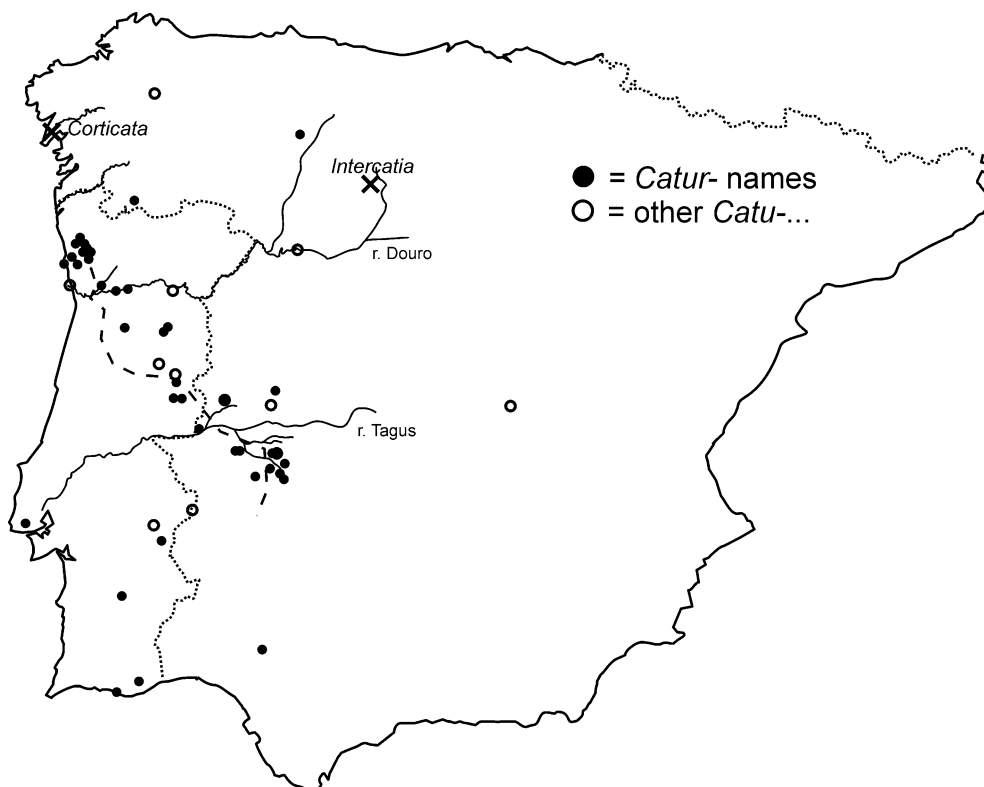 Corticata
Intercatia
= Catur- names
= other Catu-...
r. Douro
r. Tagus